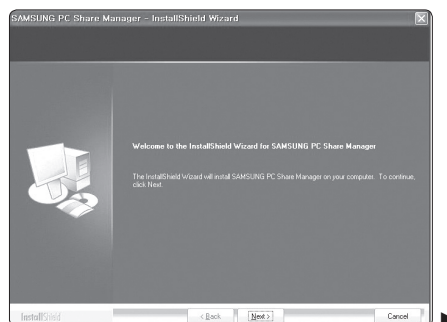 SAMSUNG PC Share Manager - InstallShield Wizard
Welcome to the InstallShield Wizard for SAMSUNG PC Share Manager
The InstallShield Wizard will install SAMSUNG PC Share Manager on your computer. To continue,
click Next.
InstallShield
< Back Next > Cancel